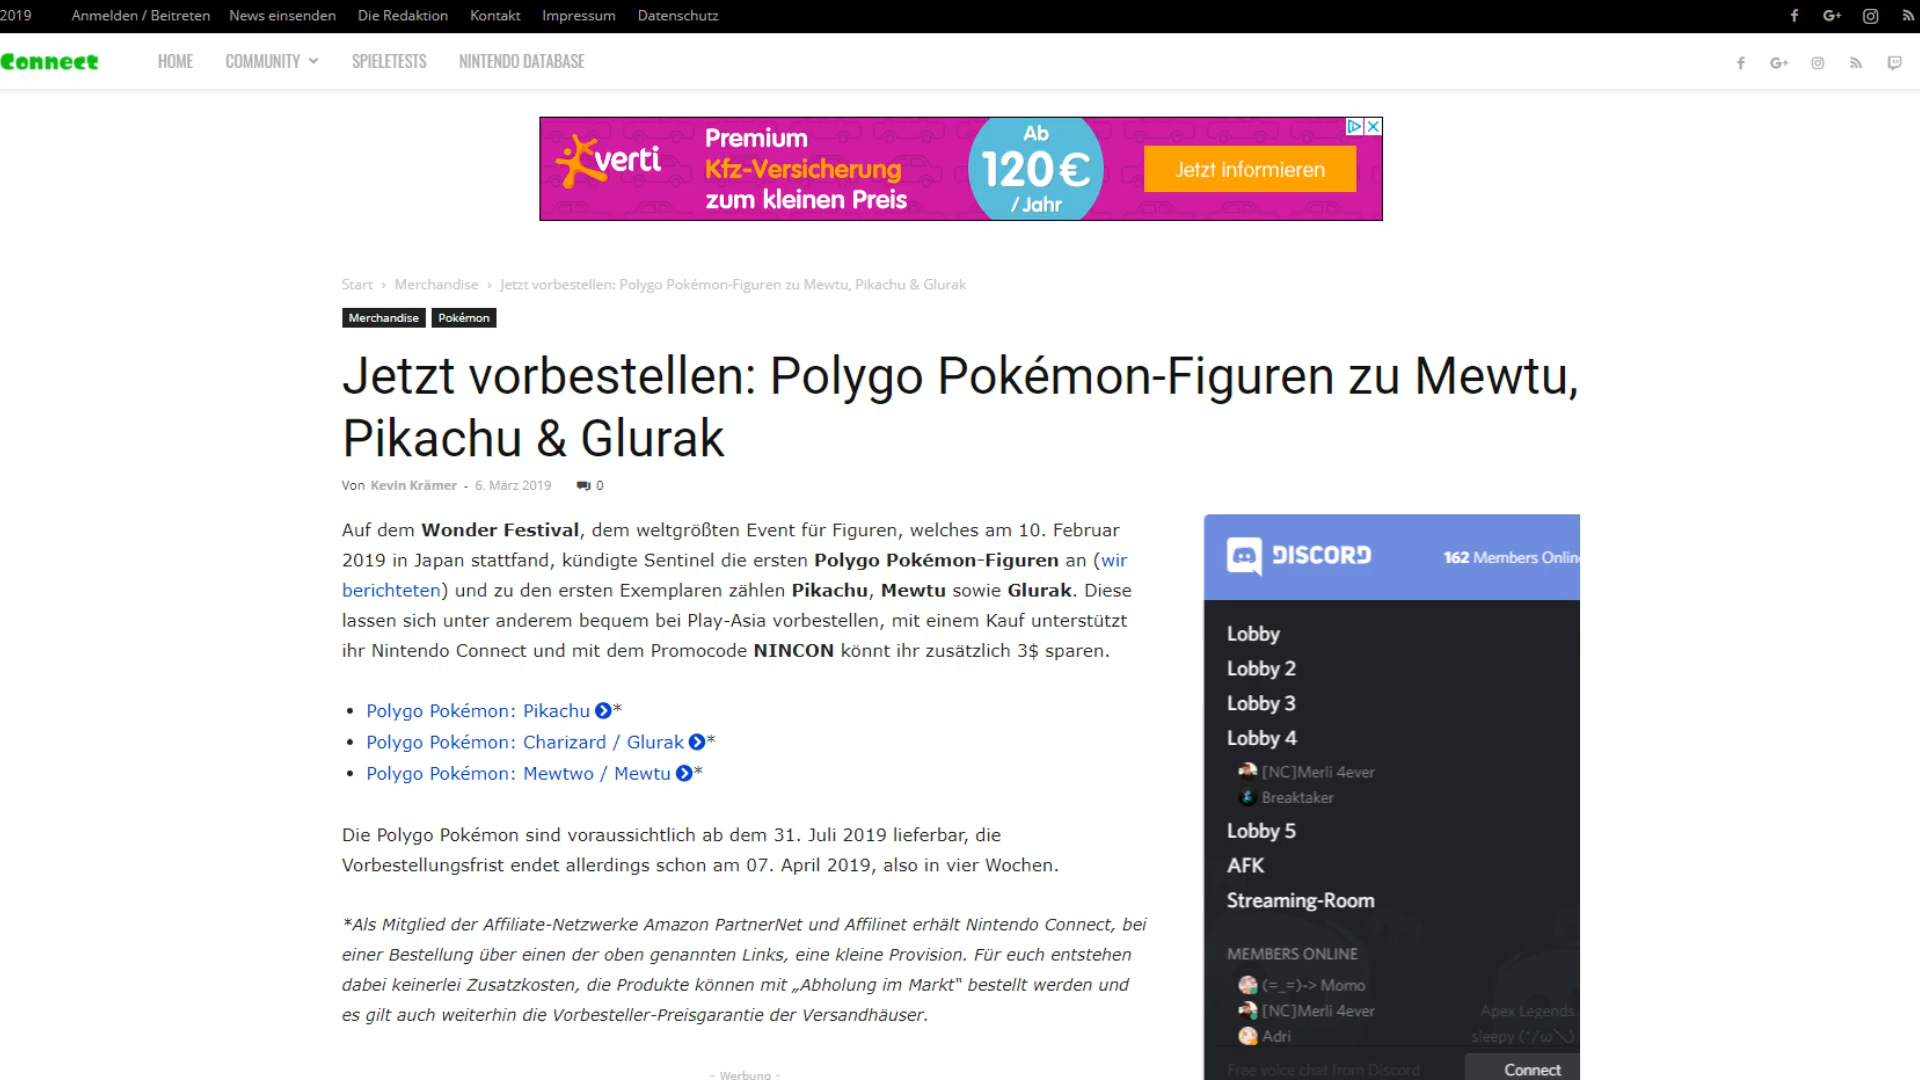 2019 Anmelden / Beitreten News einsenden Die Redaktion Kontakt Impressum Datenschutz
Connect HOME COMMUNITY SPIELETESTS NINTENDO DATABASE
verti
Premium
Kfz-Versicherung
zum kleinen Preis
Ab
120€
/ Jahr
Jetzt informieren
Start › Merchandise › Jetzt vorbestellen: Polygo Pokémon-Figuren zu Mewtu, Pikachu & Glurak
Merchandise Pokémon
Jetzt vorbestellen: Polygo Pokémon-Figuren zu Mewtu,
Pikachu & Glurak
Von Kevin Krämer - 6. März 2019 0
Auf dem Wonder Festival, dem weltgrößten Event für Figuren, welches am 10. Februar
2019 in Japan stattfand, kündigte Sentinel die ersten Polygo Pokémon-Figuren an (wir
berichteten) und zu den ersten Exemplaren zählen Pikachu, Mewtu sowie Glurak. Diese
lassen sich unter anderem bequem bei Play-Asia vorbestellen, mit einem Kauf unterstützt
ihr Nintendo Connect und mit dem Promocode NINCON könnt ihr zusätzlich 3$ sparen.
• Polygo Pokémon: Pikachu *
• Polygo Pokémon: Charizard / Glurak *
• Polygo Pokémon: Mewtwo / Mewtu *
Die Polygo Pokémon sind voraussichtlich ab dem 31. Juli 2019 lieferbar, die
Vorbestellungsfrist endet allerdings schon am 07. April 2019, also in vier Wochen.
*Als Mitglied der Affiliate-Netzwerke Amazon PartnerNet und Affilinet erhält Nintendo Connect, bei
einer Bestellung über einen der oben genannten Links, eine kleine Provision. Für euch entstehen
dabei keinerlei Zusatzkosten, die Produkte können mit „Abholung im Markt" bestellt werden und
es gilt auch weiterhin die Vorbesteller-Preisgarantie der Versandhäuser.
- Werbung -
DISCORD 162 Members Onlin
Lobby
Lobby 2
Lobby 3
Lobby 4
[NC]Merli 4ever
Breaktaker
Lobby 5
AFK
Streaming-Room
MEMBERS ONLINE
(=_=)-> Momo
[NC]Merli 4ever Apex Legends
Adri sleepy (*/ω＼)
Free voice chat from Discord Connect